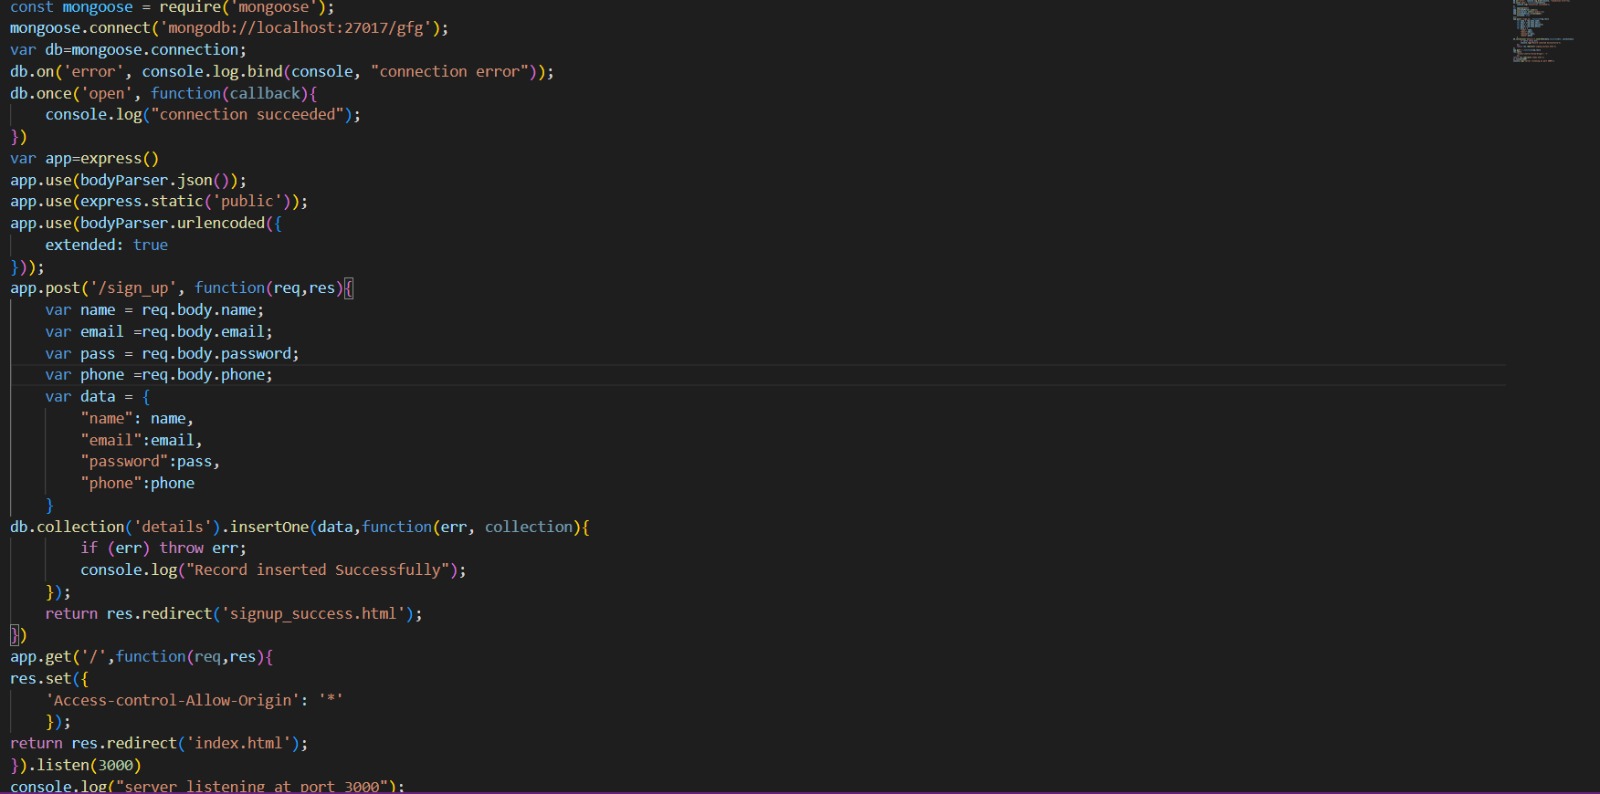 const mongoose = require('mongoose');
mongoose.connect('mongodb://localhost:27017/gfg');
var db=mongoose.connection;
db.on('error', console.log.bind(console, "connection error"));
db.once('open', function(callback){
    console.log("connection succeeded");
})
var app=express()
app.use(bodyParser.json());
app.use(express.static('public'));
app.use(bodyParser.urlencoded({
    extended: true
}));
app.post('/sign_up', function(req,res){
    var name = req.body.name;
    var email =req.body.email;
    var pass = req.body.password;
    var phone =req.body.phone;
    var data = {
        "name": name,
        "email":email,
        "password":pass,
        "phone":phone
    }
db.collection('details').insertOne(data,function(err, collection){
        if (err) throw err;
        console.log("Record inserted Successfully");
    });
    return res.redirect('signup_success.html');
})
app.get('/',function(req,res){
res.set({
    'Access-control-Allow-Origin': '*'
    });
return res.redirect('index.html');
}).listen(3000)
console.log("server listening at port 3000");